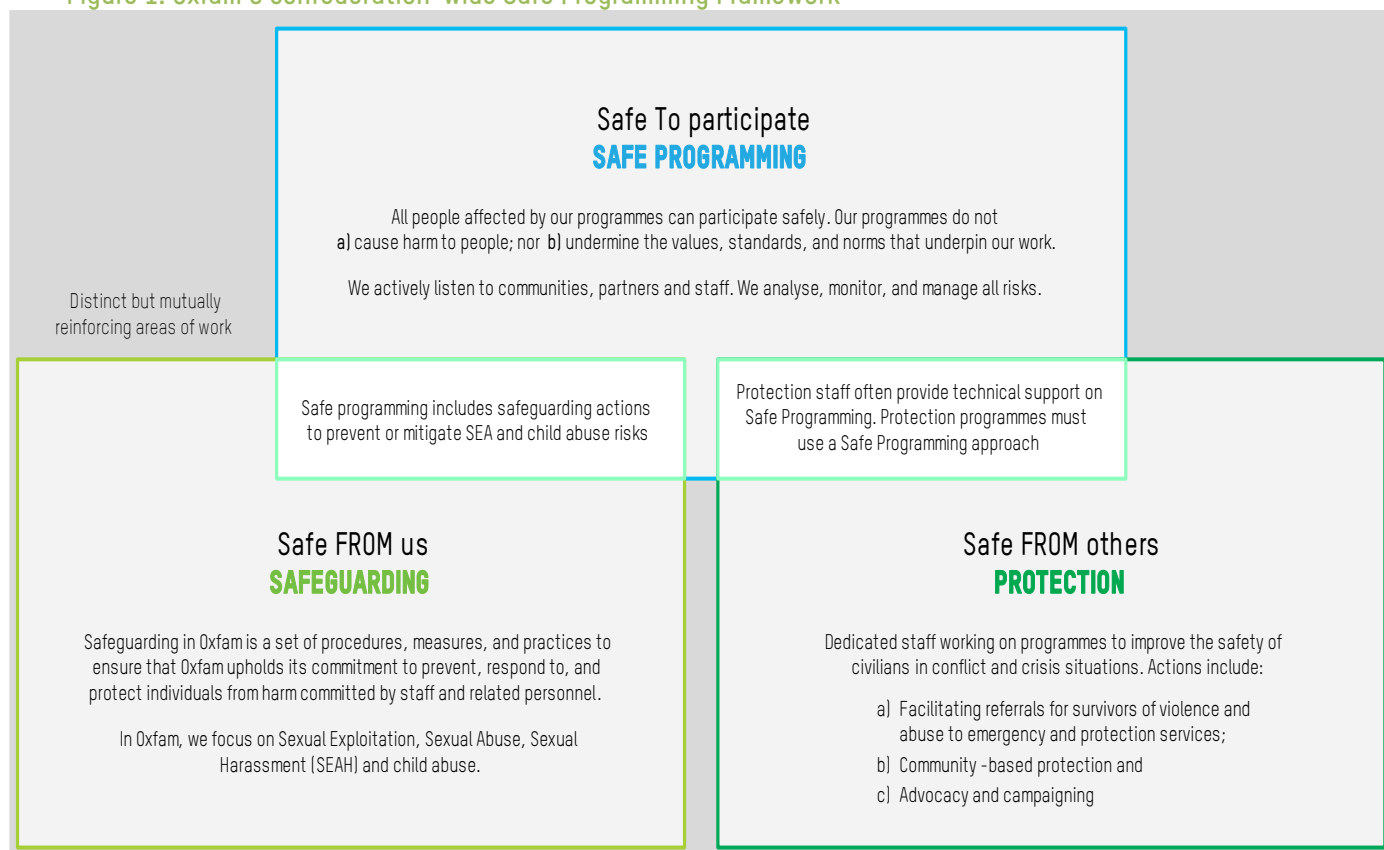 Figure 1: Oxfam's Confederation-wide Safe Programming Framework
Safe To participate
SAFE PROGRAMMING
All people affected by our programmes can participate safely. Our programmes do not
a) cause harm to people; nor b) undermine the values, standards, and norms that underpin our work.
We actively listen to communities, partners and staff. We analyse, monitor, and manage all risks.
Distinct but mutually
reinforcing areas of work
Safe programming includes safeguarding actions
to prevent or mitigate SEA and child abuse risks
Protection staff often provide technical support on
Safe Programming. Protection programmes must
use a Safe Programming approach
Safe FROM us
SAFEGUARDING
Safeguarding in Oxfam is a set of procedures, measures, and practices to
ensure that Oxfam upholds its commitment to prevent, respond to, and
protect individuals from harm committed by staff and related personnel.
In Oxfam, we focus on Sexual Exploitation, Sexual Abuse, Sexual
Harassment (SEAH) and child abuse.
Safe FROM others
PROTECTION
Dedicated staff working on programmes to improve the safety of
civilians in conflict and crisis situations. Actions include:
a) Facilitating referrals for survivors of violence and
abuse to emergency and protection services;
b) Community -based protection and
c) Advocacy and campaigning